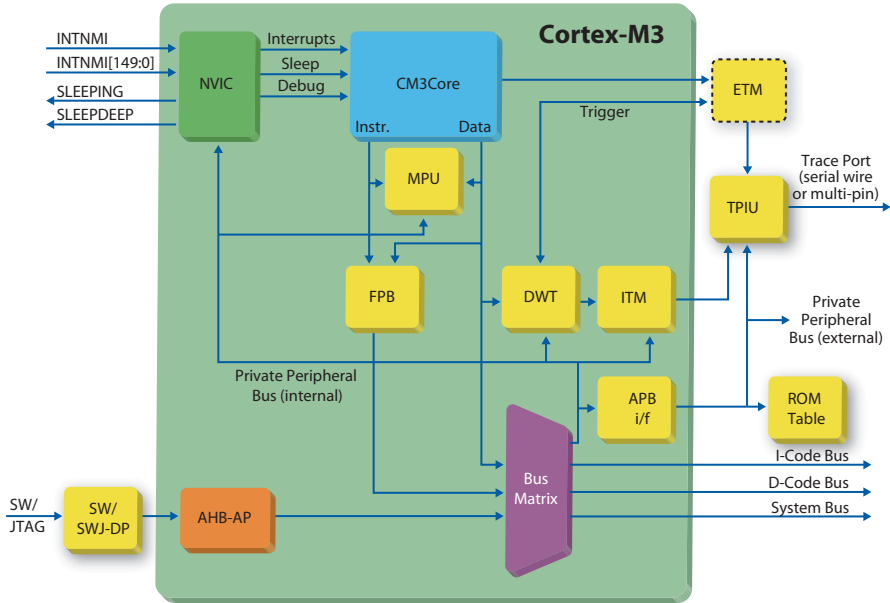 Cortex-M3
INTNMI
INTNMI[149:0]
SLEEPING
SLEEPDEEP
NVIC
Interrupts
Sleep
Debug
CM3Core
Instr.
Data
ETM
Trigger
MPU
TPIU
Trace Port
(serial wire
or multi-pin)
FPB
DWT
ITM
Private
Peripheral
Bus (external)
Private Peripheral
Bus (internal)
APB
i/f
ROM
Table
Bus
Matrix
I-Code Bus
D-Code Bus
System Bus
SW/
JTAG
SW/
SWJ-DP
AHB-AP